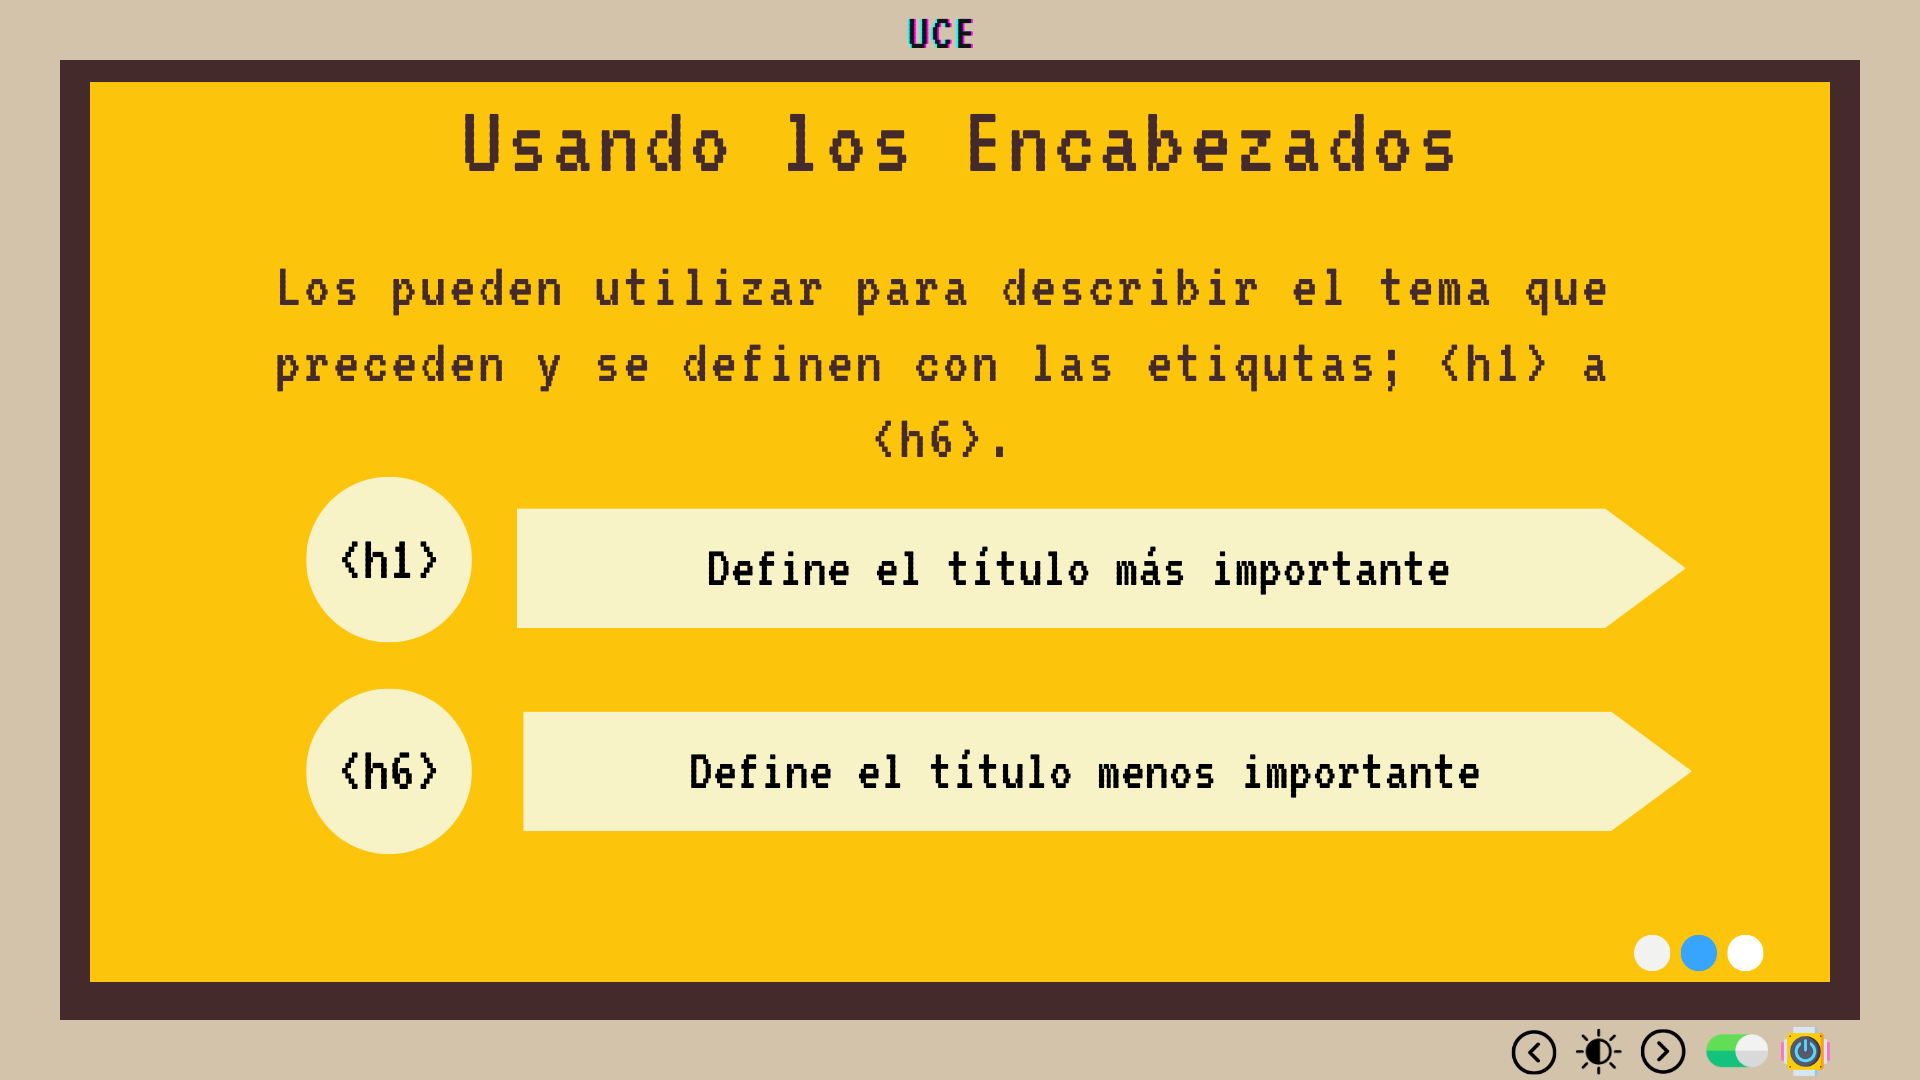 UCE
Usando los Encabezados
Los pueden utilizar para describir el tema que
preceden y se definen con las etiqutas; <h1> a
<h6>.
<h1>
Define el título más importante
<h6>
Define el título menos importante